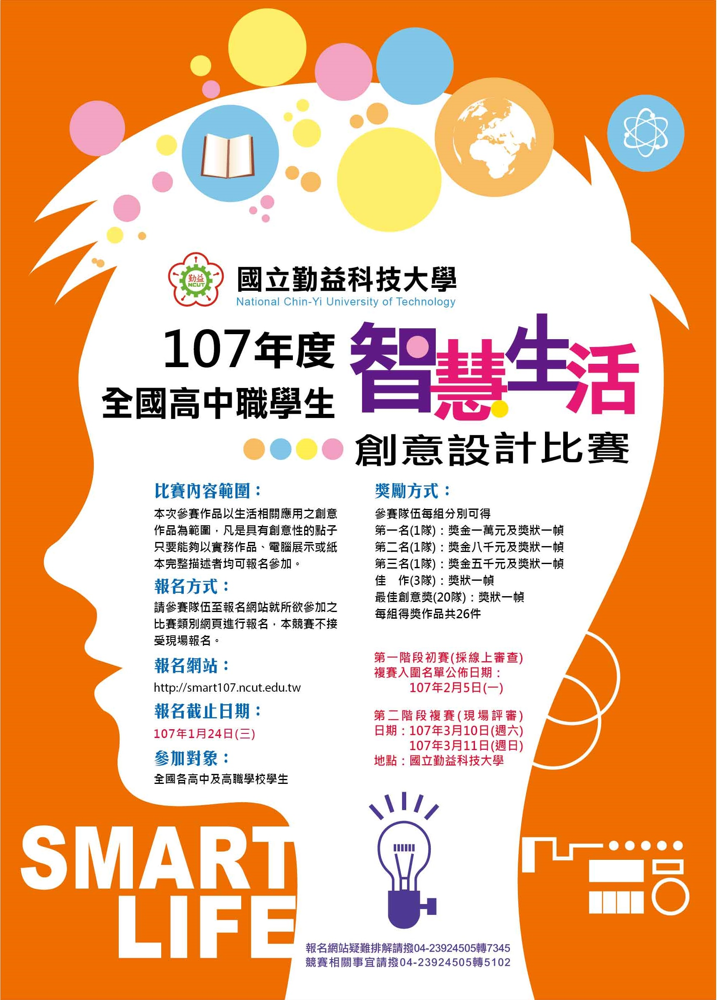 勤益
NCUT
國立勤益科技大學
National Chin-Yi University of Technology
107年度
全國高中職學生
智慧生活
創意設計比賽
比賽內容範圍：
本次參賽作品以生活相關應用之創意
作品為範圍，凡是具有創意性的點子
只要能夠以實務作品、電腦展示或紙
本完整描述者均可報名參加。
報名方式：
請參賽隊伍至報名網站就所欲參加之
比賽類別網頁進行報名，本競賽不接
受現場報名。
報名網站：
http://smart107.ncut.edu.tw
報名截止日期：
107年1月24日(三)
參加對象：
全國各高中及高職學校學生
獎勵方式：
參賽隊伍每組分別可得
第一名(1隊)：獎金一萬元及獎狀一幀
第二名(1隊)：獎金八千元及獎狀一幀
第三名(1隊)：獎金五千元及獎狀一幀
佳　作(3隊)：獎狀一幀
最佳創意獎(20隊)：獎狀一幀
每組得獎作品共26件
第一階段初賽(採線上審查)
複賽入圍名單公佈日期：
107年2月5日(一)
第二階段複賽(現場評審)
日期：107年3月10日(週六)
107年3月11日(週日)
地點：國立勤益科技大學
SMART
LIFE
報名網站疑難排解請撥04-23924505轉7345
競賽相關事宜請撥04-23924505轉5102